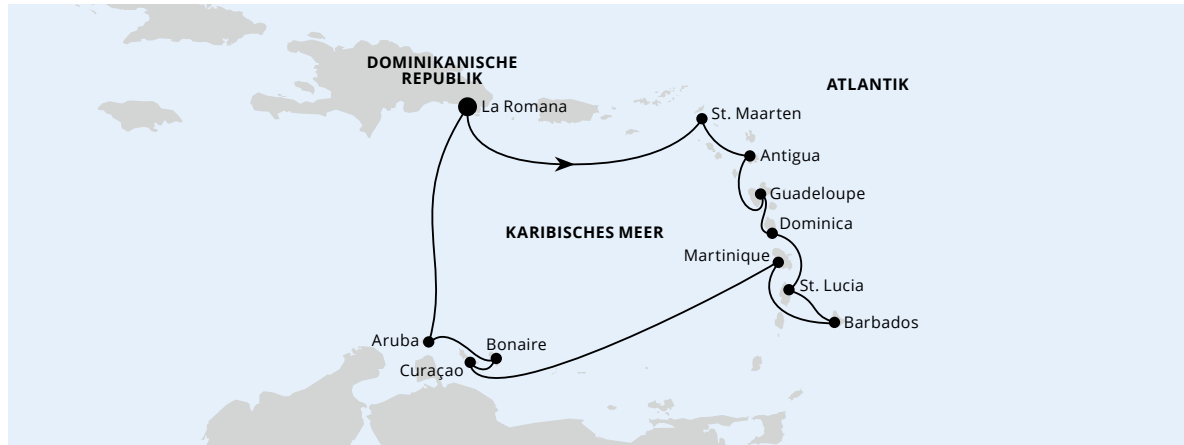 DOMINIKANISCHE
REPUBLIK
ATLANTIK
La Romana
St. Maarten
Antigua
Guadeloupe
Dominica
KARIBISCHES MEER
Martinique
St. Lucia
Barbados
Aruba
Bonaire
Curaçao